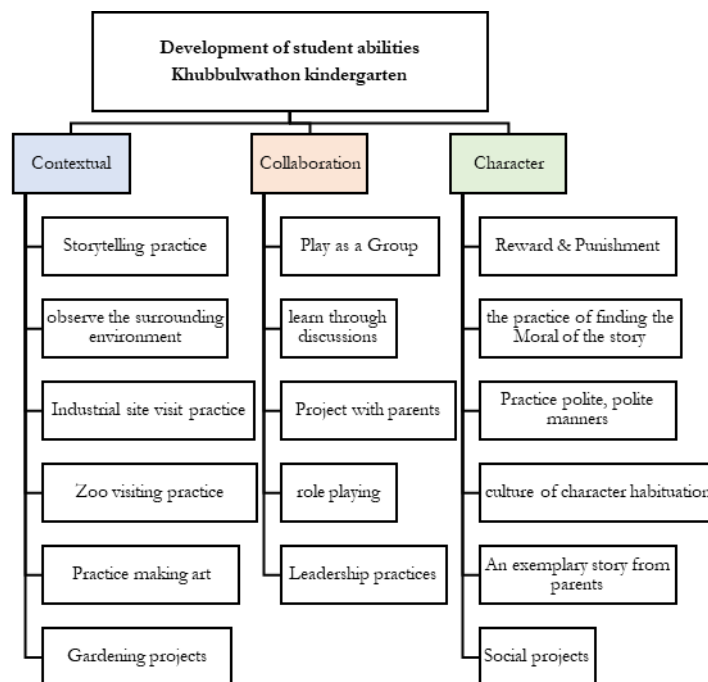 Development of student abilities
Khubbulwathon kindergarten
Contextual
Storytelling practice
observe the surrounding
environment
Industrial site visit practice
Zoo visiting practice
Practice making art
Gardening projects
Collaboration
Play as a Group
learn through
discussions
Project with parents
role playing
Leadership practices
Character
Reward & Punishment
the practice of finding the
Moral of the story
Practice polite, polite
manners
culture of character habituation
An exemplary story from
parents
Social projects